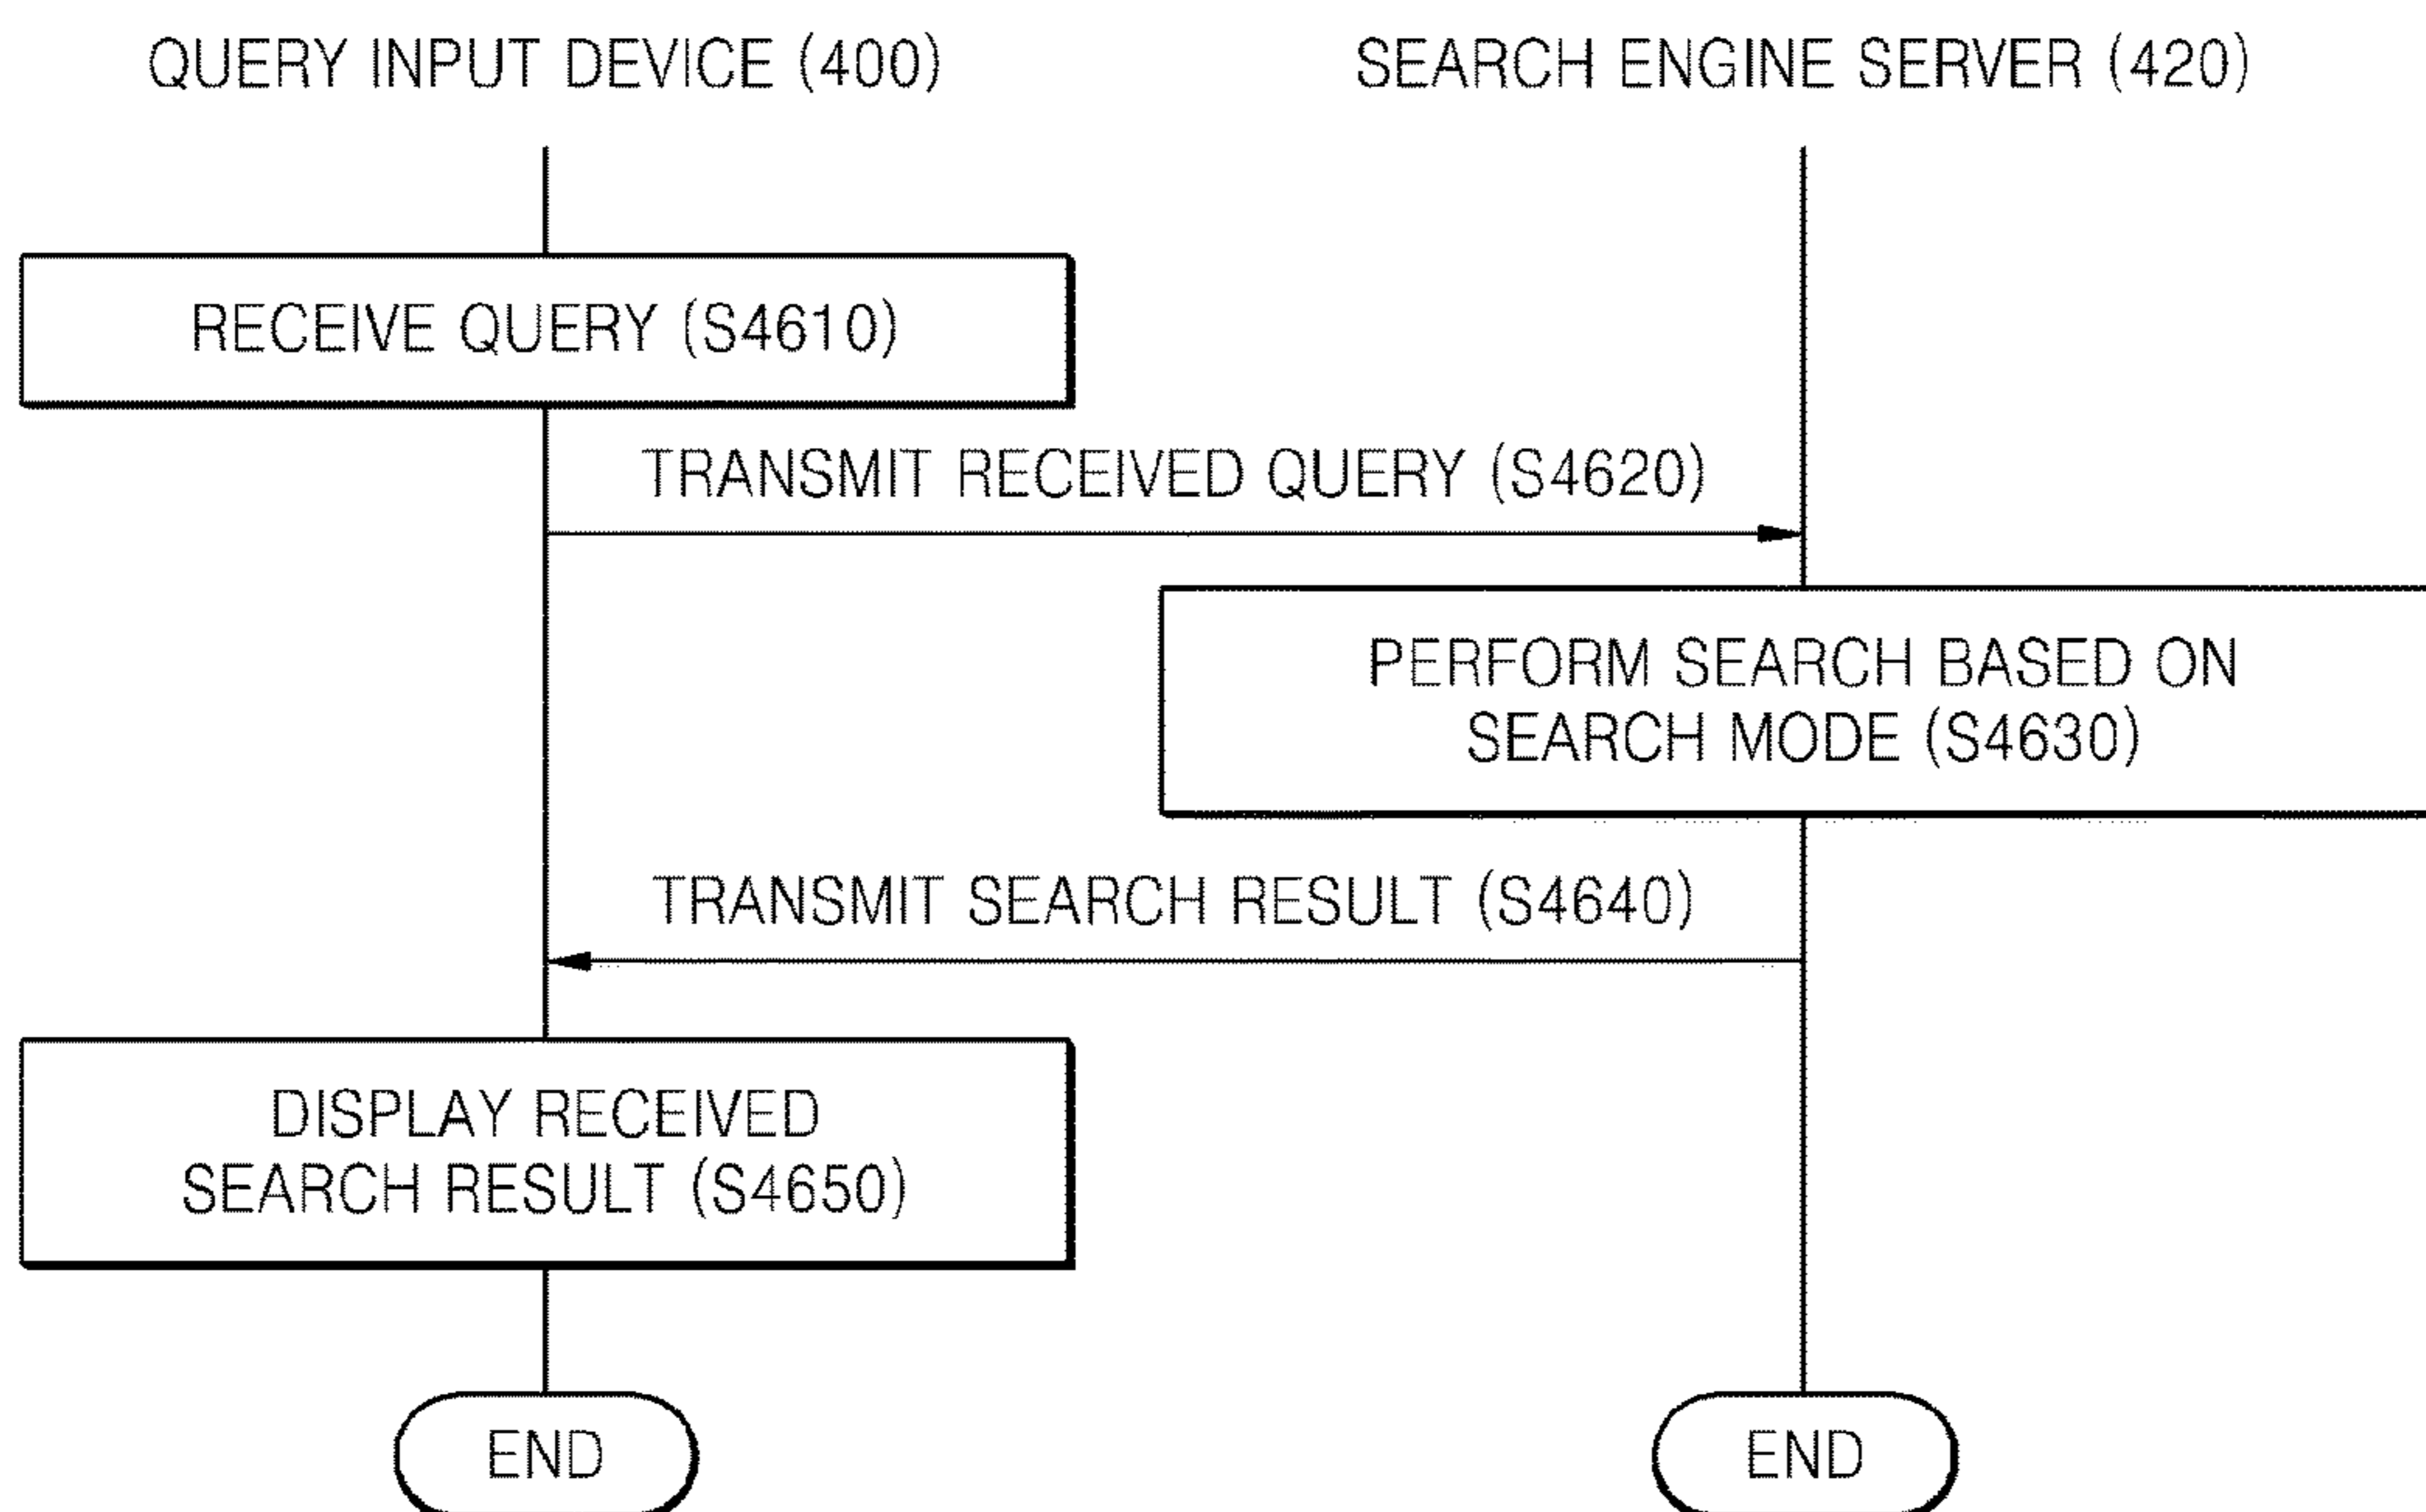 QUERY INPUT DEVICE (400)
SEARCH ENGINE SERVER (420)
RECEIVE QUERY (S4610)
TRANSMIT RECEIVED QUERY (S4620)
PERFORM SEARCH BASED ON
SEARCH MODE (S4630)
TRANSMIT SEARCH RESULT (S4640)
DISPLAY RECEIVED
SEARCH RESULT (S4650)
END
END